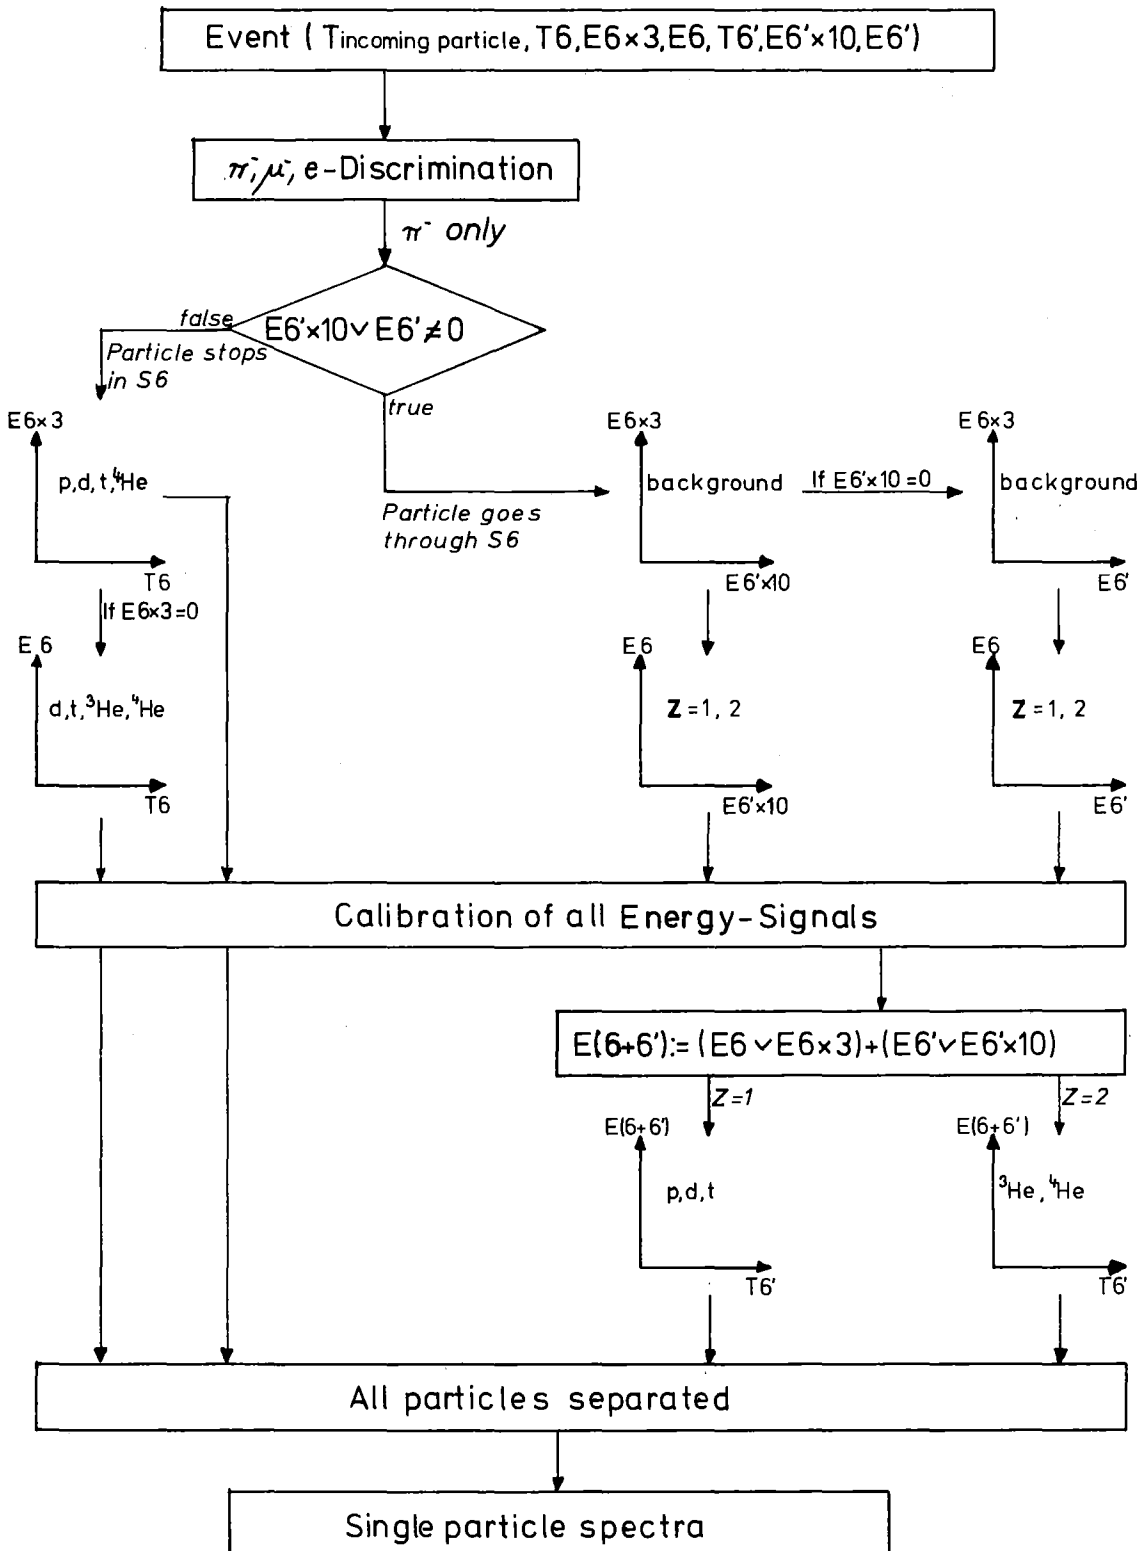 Event ( Tincoming particle, T6, E6×3, E6, T6', E6'×10, E6')
π⁻, μ⁻, e-Discrimination
π⁻ only
false
E6'×10 ∨ E6' ≠ 0
Particle stops
in S6
true
E6×3
p, d, t, ⁴He
T6
Particle goes
through S6
E6×3
background
E6'×10
If E6'×10=0
E6×3
background
E6'
If E6×3=0
E6
d, t, ³He, ⁴He
T6
E6
Z = 1, 2
E6'×10
E6
Z = 1, 2
E6'
Calibration of all Energy-Signals
E(6+6') := (E6 ∨ E6×3)+(E6' ∨ E6'×10)
Z=1
Z=2
E(6+6')
p, d, t
T6'
E(6+6')
³He, ⁴He
T6'
All particles separated
Single particle spectra